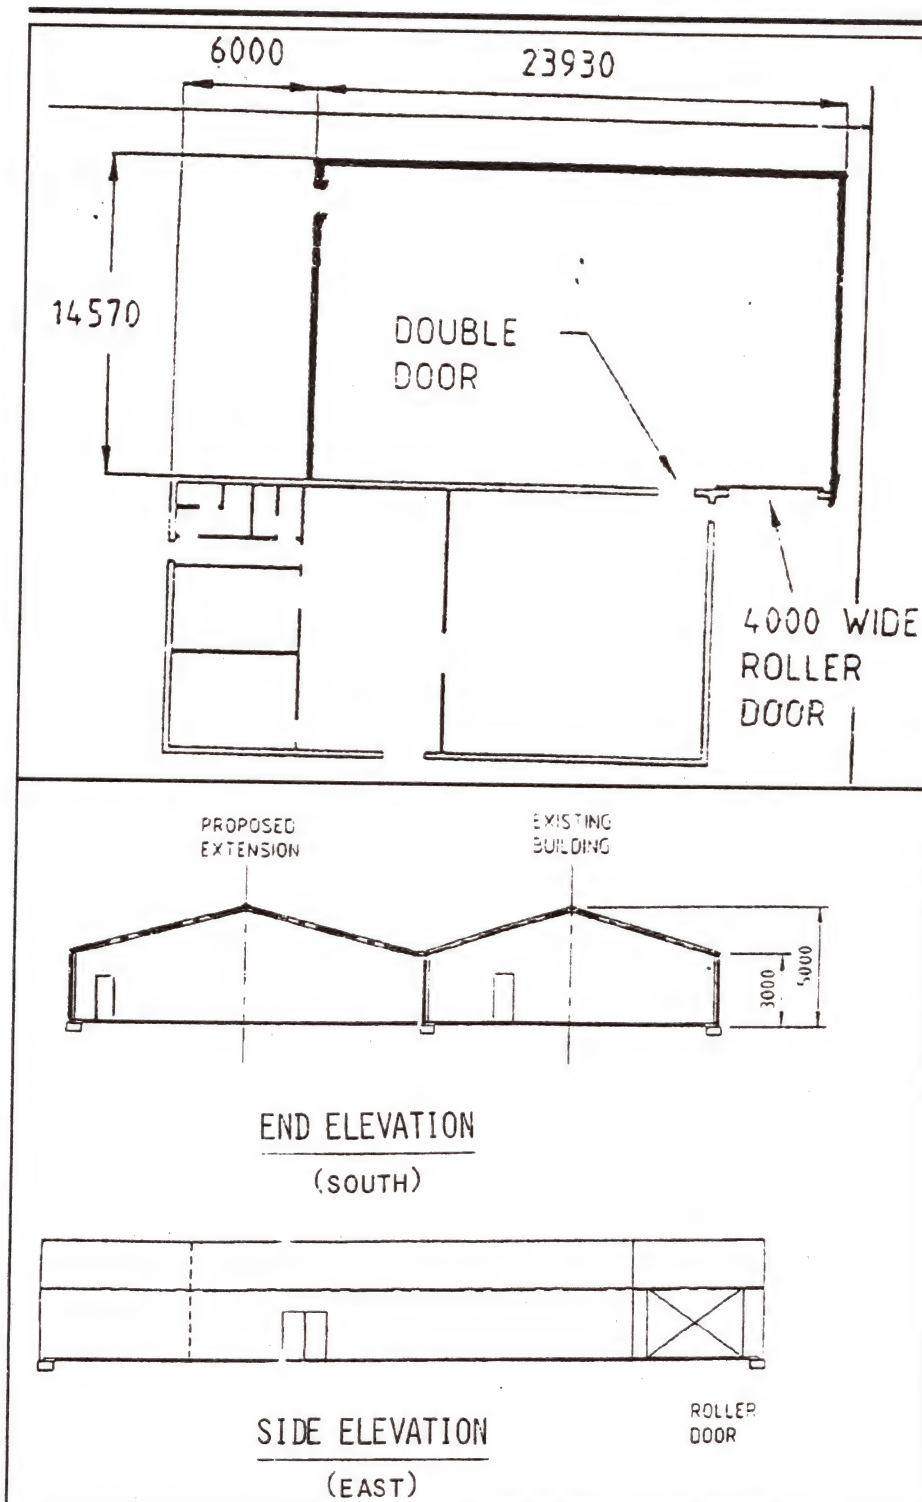 6000
23930
14570
DOUBLE
DOOR
4000 WIDE
ROLLER
DOOR
PROPOSED
EXTENSION
EXISTING
BUILDING
3000
5000
END ELEVATION
(SOUTH)
SIDE ELEVATION
(EAST)
ROLLER
DOOR